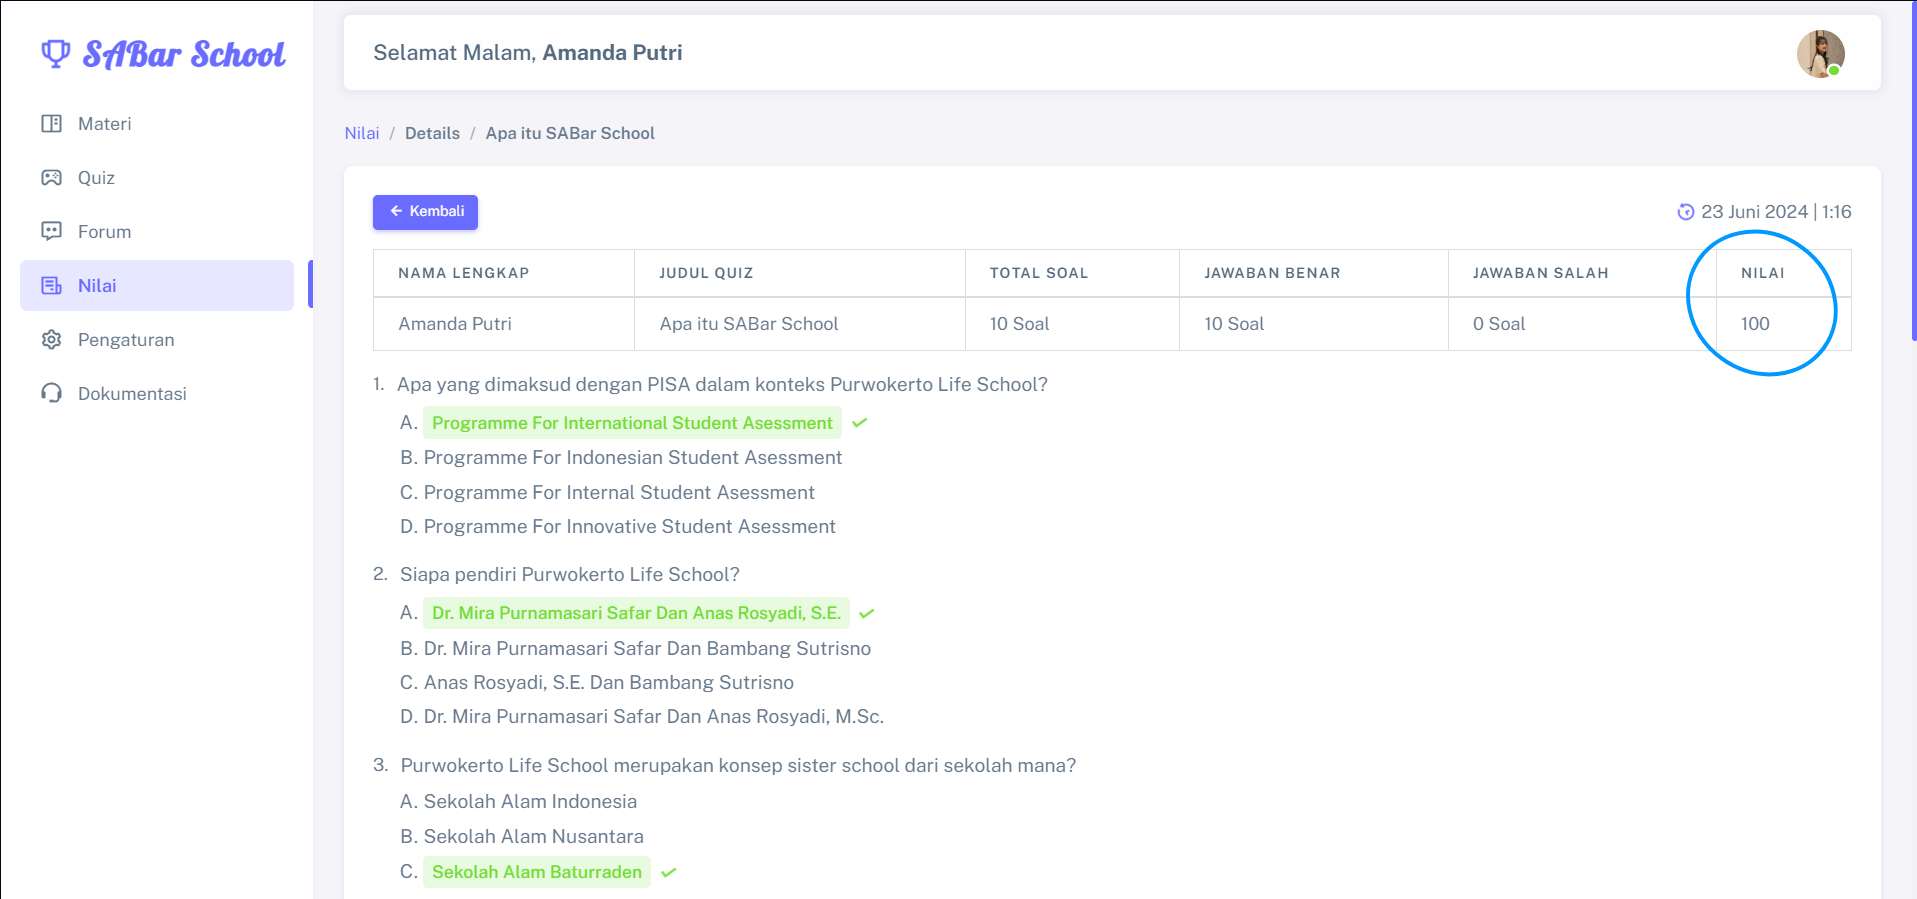 SABar School
Materi
Quiz
Forum
Nilai
Pengaturan
Dokumentasi
Selamat Malam, Amanda Putri
Nilai / Details / Apa itu SABar School
Kembali
23 Juni 2024 | 1:16
NAMA LENGKAP JUDUL QUIZ TOTAL SOAL JAWABAN BENAR JAWABAN SALAH NILAI
Amanda Putri Apa itu SABar School 10 Soal 10 Soal 0 Soal 100
1. Apa yang dimaksud dengan PISA dalam konteks Purwokerto Life School?
A. Programme For International Student Asessment
B. Programme For Indonesian Student Asessment
C. Programme For Internal Student Asessment
D. Programme For Innovative Student Asessment
2. Siapa pendiri Purwokerto Life School?
A. Dr. Mira Purnamasari Safar Dan Anas Rosyadi, S.E.
B. Dr. Mira Purnamasari Safar Dan Bambang Sutrisno
C. Anas Rosyadi, S.E. Dan Bambang Sutrisno
D. Dr. Mira Purnamasari Safar Dan Anas Rosyadi, M.Sc.
3. Purwokerto Life School merupakan konsep sister school dari sekolah mana?
A. Sekolah Alam Indonesia
B. Sekolah Alam Nusantara
C. Sekolah Alam Baturraden